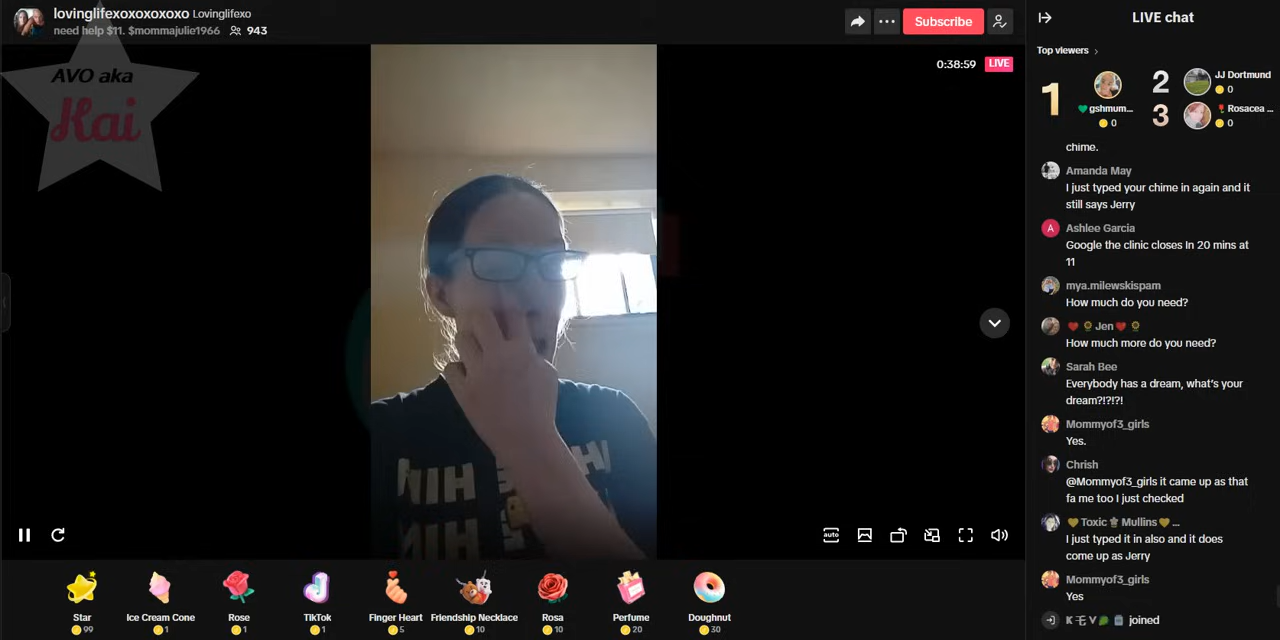 lovinglifexoxoxoxoxo Lovinglifexo
need help $11. $mommajulie1966 943
Subscribe
AVO aka
Kai
0:38:59 LIVE
LIVE chat
Top viewers
1
gshmum...
0
2
JJ Dortmund
0
3
Rosacea ...
0
chime.
Amanda May
I just typed your chime in again and it
still says Jerry
A
Ashlee Garcia
Google the clinic closes In 20 mins at
11
mya.milewskispam
How much do you need?
Jen
How much more do you need?
Sarah Bee
Everybody has a dream, what's your
dream?!?!?!
Mommyof3_girls
Yes.
Chrish
@Mommyof3_girls it came up as that
fa me too I just checked
Toxic Mullins ...
I just typed it in also and it does
come up as Jerry
Mommyof3_girls
Yes
joined
auto
Star
99
Ice Cream Cone
1
Rose
1
TikTok
1
Finger Heart
5
Friendship Necklace
10
Rosa
10
Perfume
20
Doughnut
30